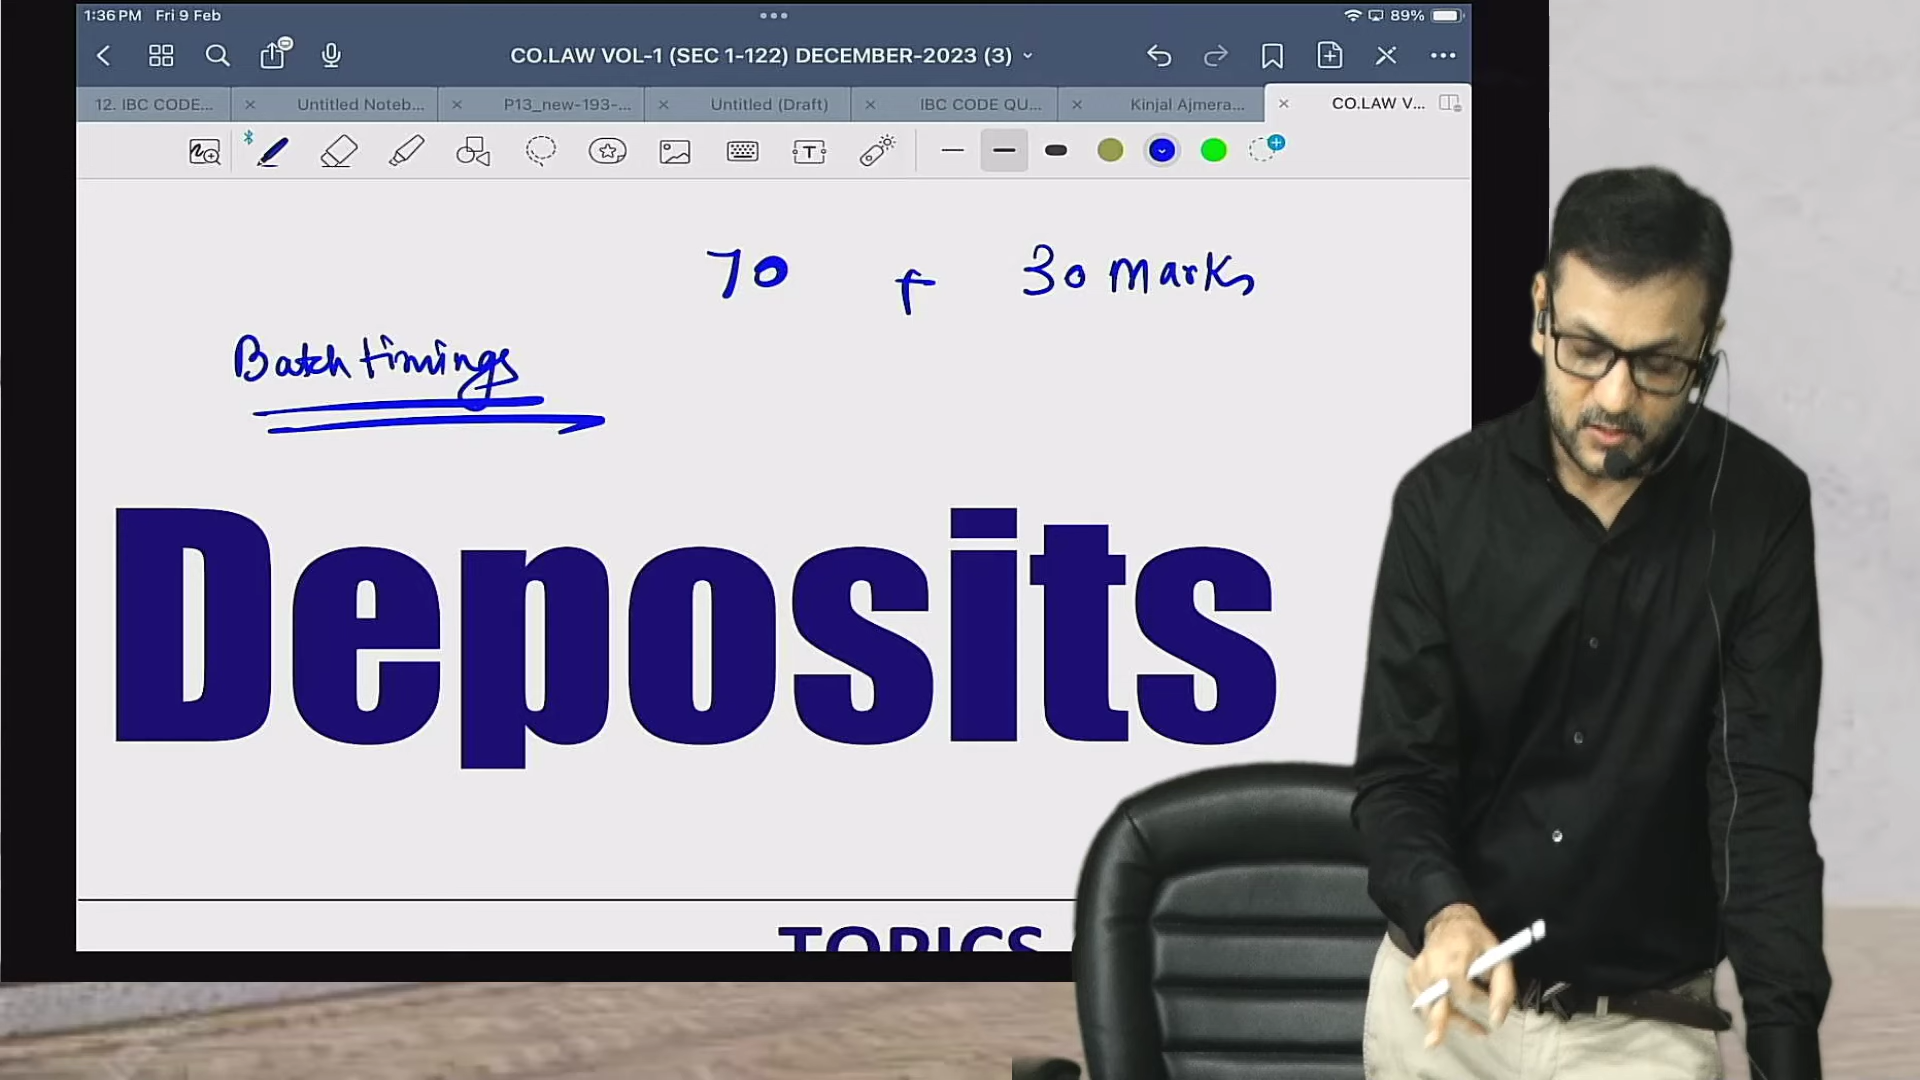 1:36 PM Fri 9 Feb
89%
CO.LAW VOL-1 (SEC 1-122) DECEMBER-2023 (3)
12. IBC CODE...
Untitled Noteb...
P13_new-193-...
Untitled (Draft)
IBC CODE QU...
Kinjal Ajmera...
CO.LAW V...
70 + 30 Marks
Batch timings
Deposits
TOPICS